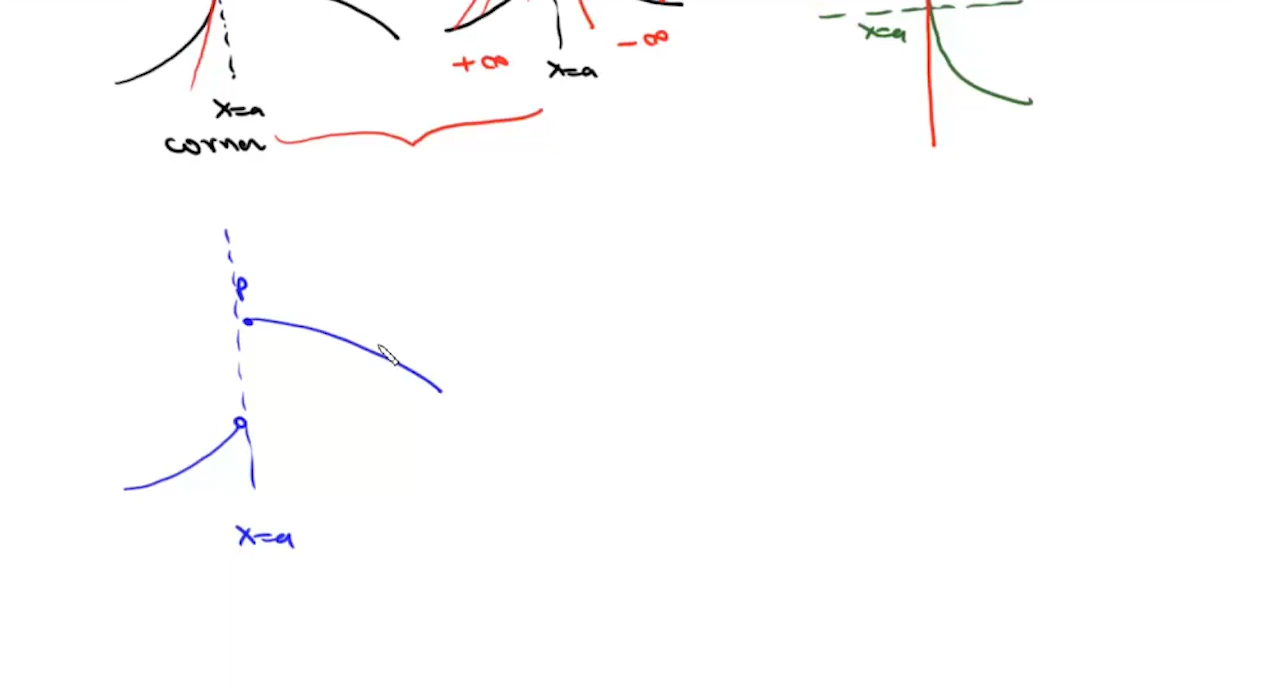 x=a
+∞
x=a
-∞
x=a
corner
P
x=a